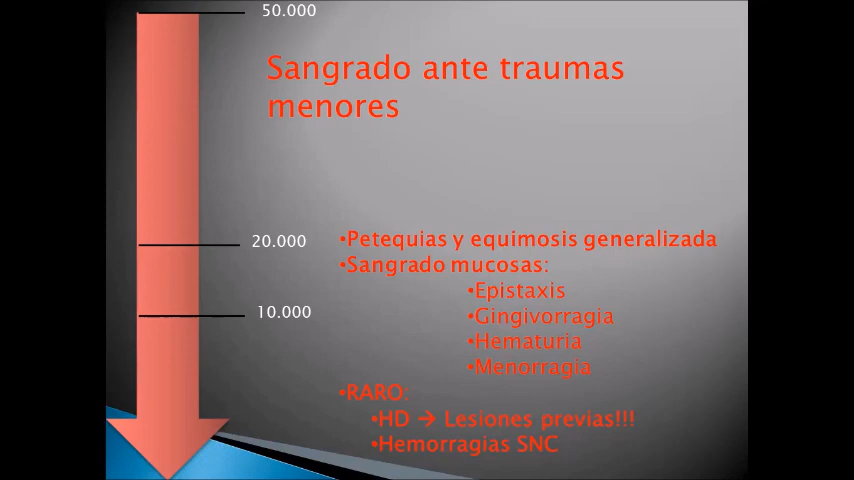 50.000
Sangrado ante traumas
menores
20.000
•Petequias y equimosis generalizada
•Sangrado mucosas:
•Epistaxis
10.000
•Gingivorragia
•Hematuria
•Menorragia
•RARO:
•HD → Lesiones previas!!!
•Hemorragias SNC